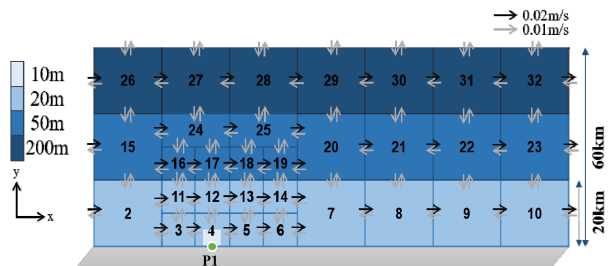 0.02m/s
0.01m/s
10m
20m
50m
200m
26 27 28 29 30 31 32
24 25
15 20 21 22 23
16 17 18 19
11 12 13 14
2 7 8 9 10
3 4 5 6
P1
y
x
60km
20km